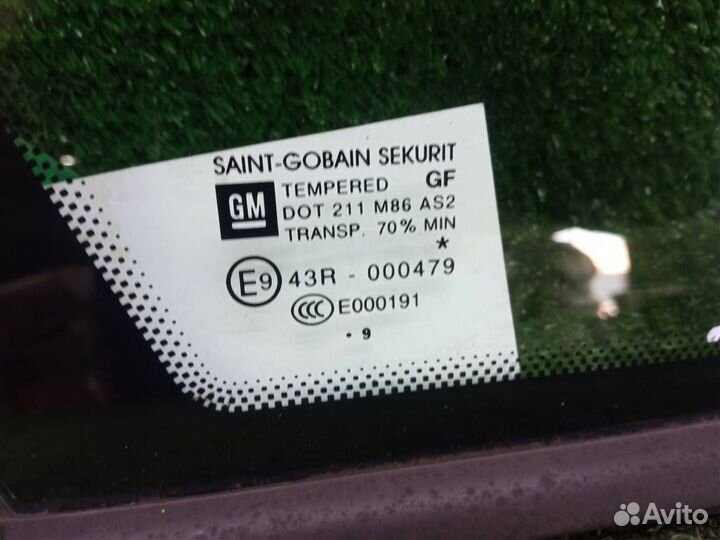 SAINT-GOBAIN SEKURIT
GM TEMPERED GF
DOT 211 M86 AS2
TRANSP. 70% MIN
*
E9 43R - 000479
CCC E000191
. 9
Avito